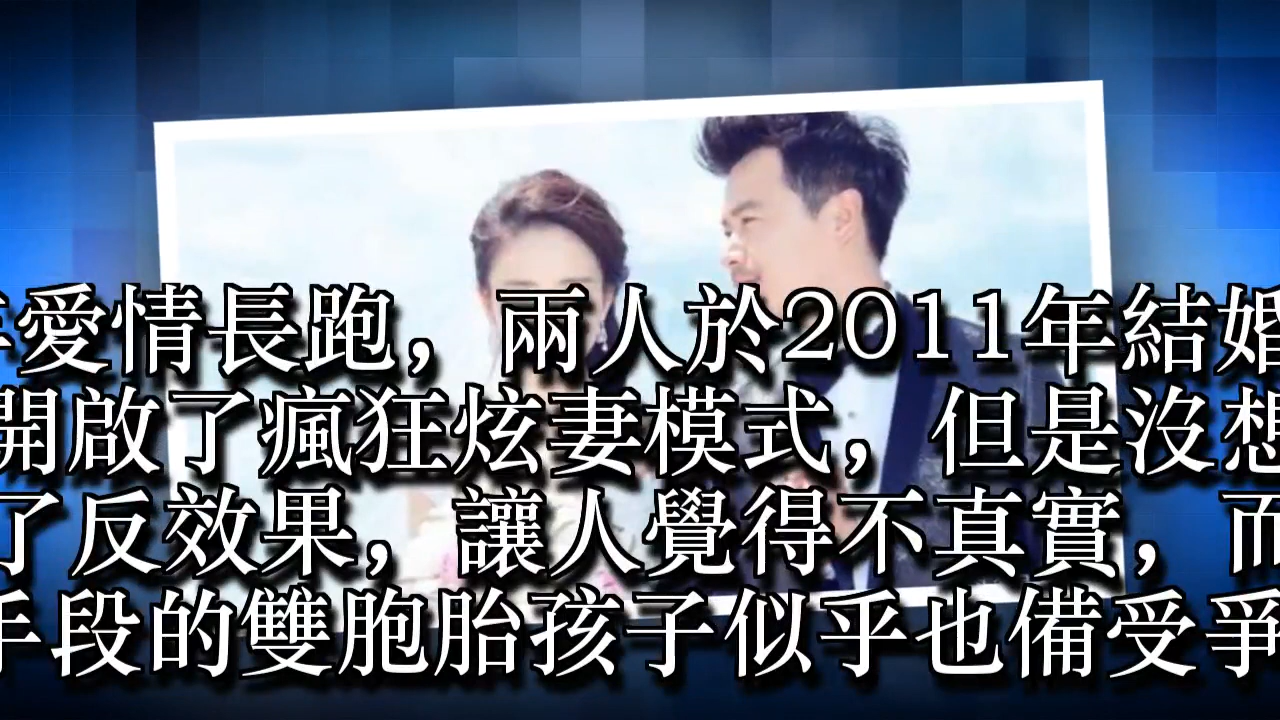 愛情長跑，兩人於2011年結婚
開啟了瘋狂炫妻模式，但是沒想
了反效果，讓人覺得不真實，而
手段的雙胞胎孩子似乎也備受爭